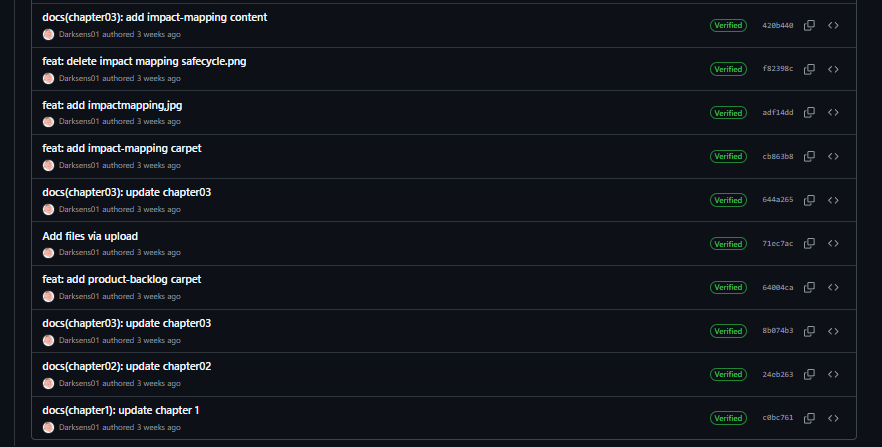 docs(chapter03): add impact-mapping content
Verified 420b440
Darksens01 authored 3 weeks ago
feat: delete impact mapping safecycle.png
Verified f82398c
Darksens01 authored 3 weeks ago
feat: add impactmapping.jpg
Verified adf14dd
Darksens01 authored 3 weeks ago
feat: add impact-mapping carpet
Verified cb863b8
Darksens01 authored 3 weeks ago
docs(chapter03): update chapter03
Verified 644a265
Darksens01 authored 3 weeks ago
Add files via upload
Verified 71ec7ac
Darksens01 authored 3 weeks ago
feat: add product-backlog carpet
Verified 64004ca
Darksens01 authored 3 weeks ago
docs(chapter03): update chapter03
Verified 8b074b3
Darksens01 authored 3 weeks ago
docs(chapter02): update chapter02
Verified 24eb263
Darksens01 authored 3 weeks ago
docs(chapter1): update chapter 1
Verified c0bc761
Darksens01 authored 3 weeks ago